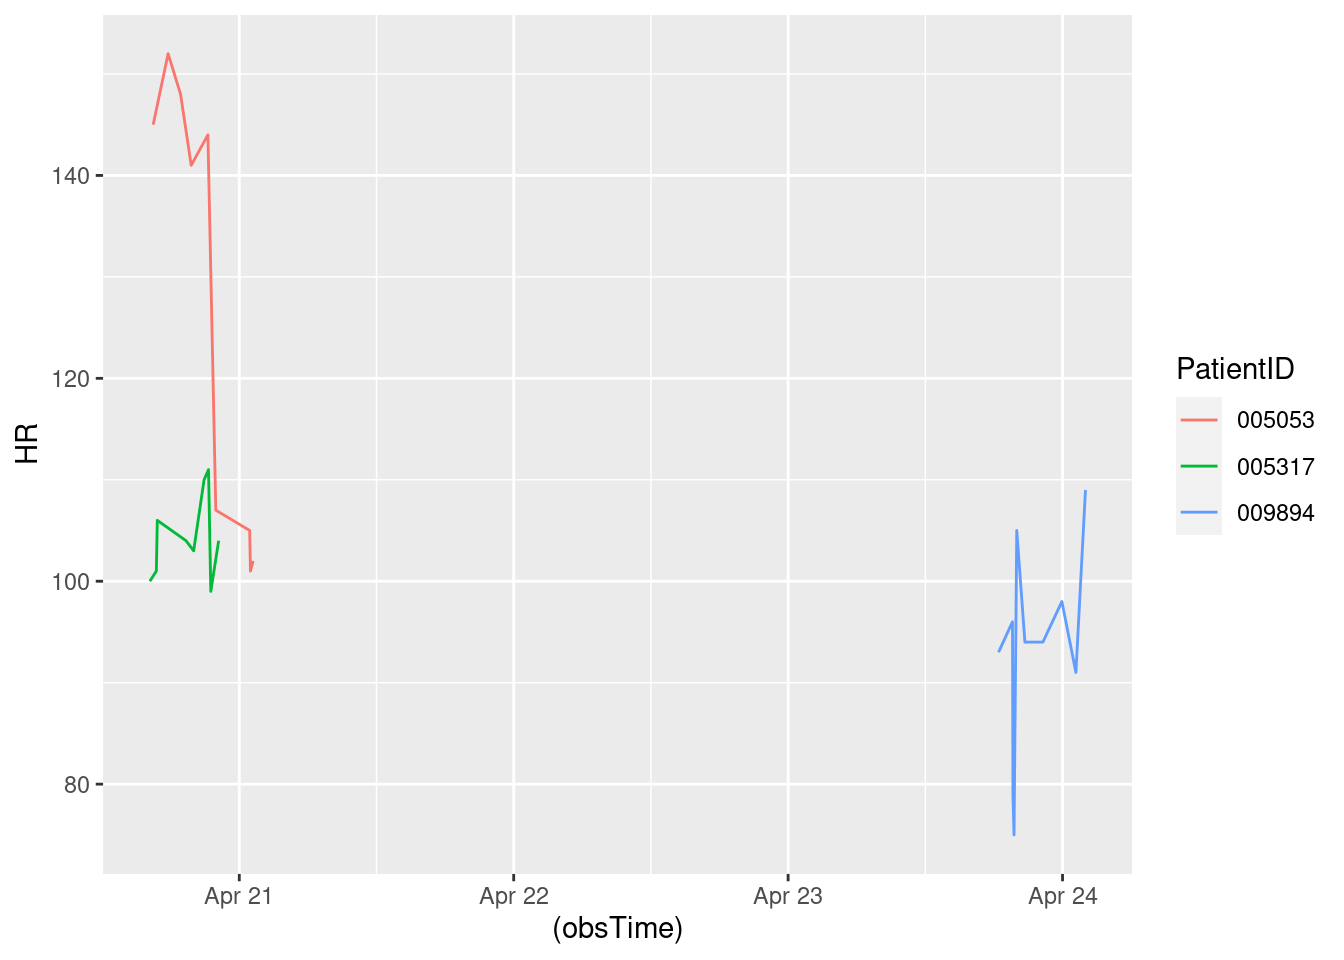 HR
140
120
100
80
Apr 21
Apr 22
Apr 23
Apr 24
(obsTime)
PatientID
005053
005317
009894